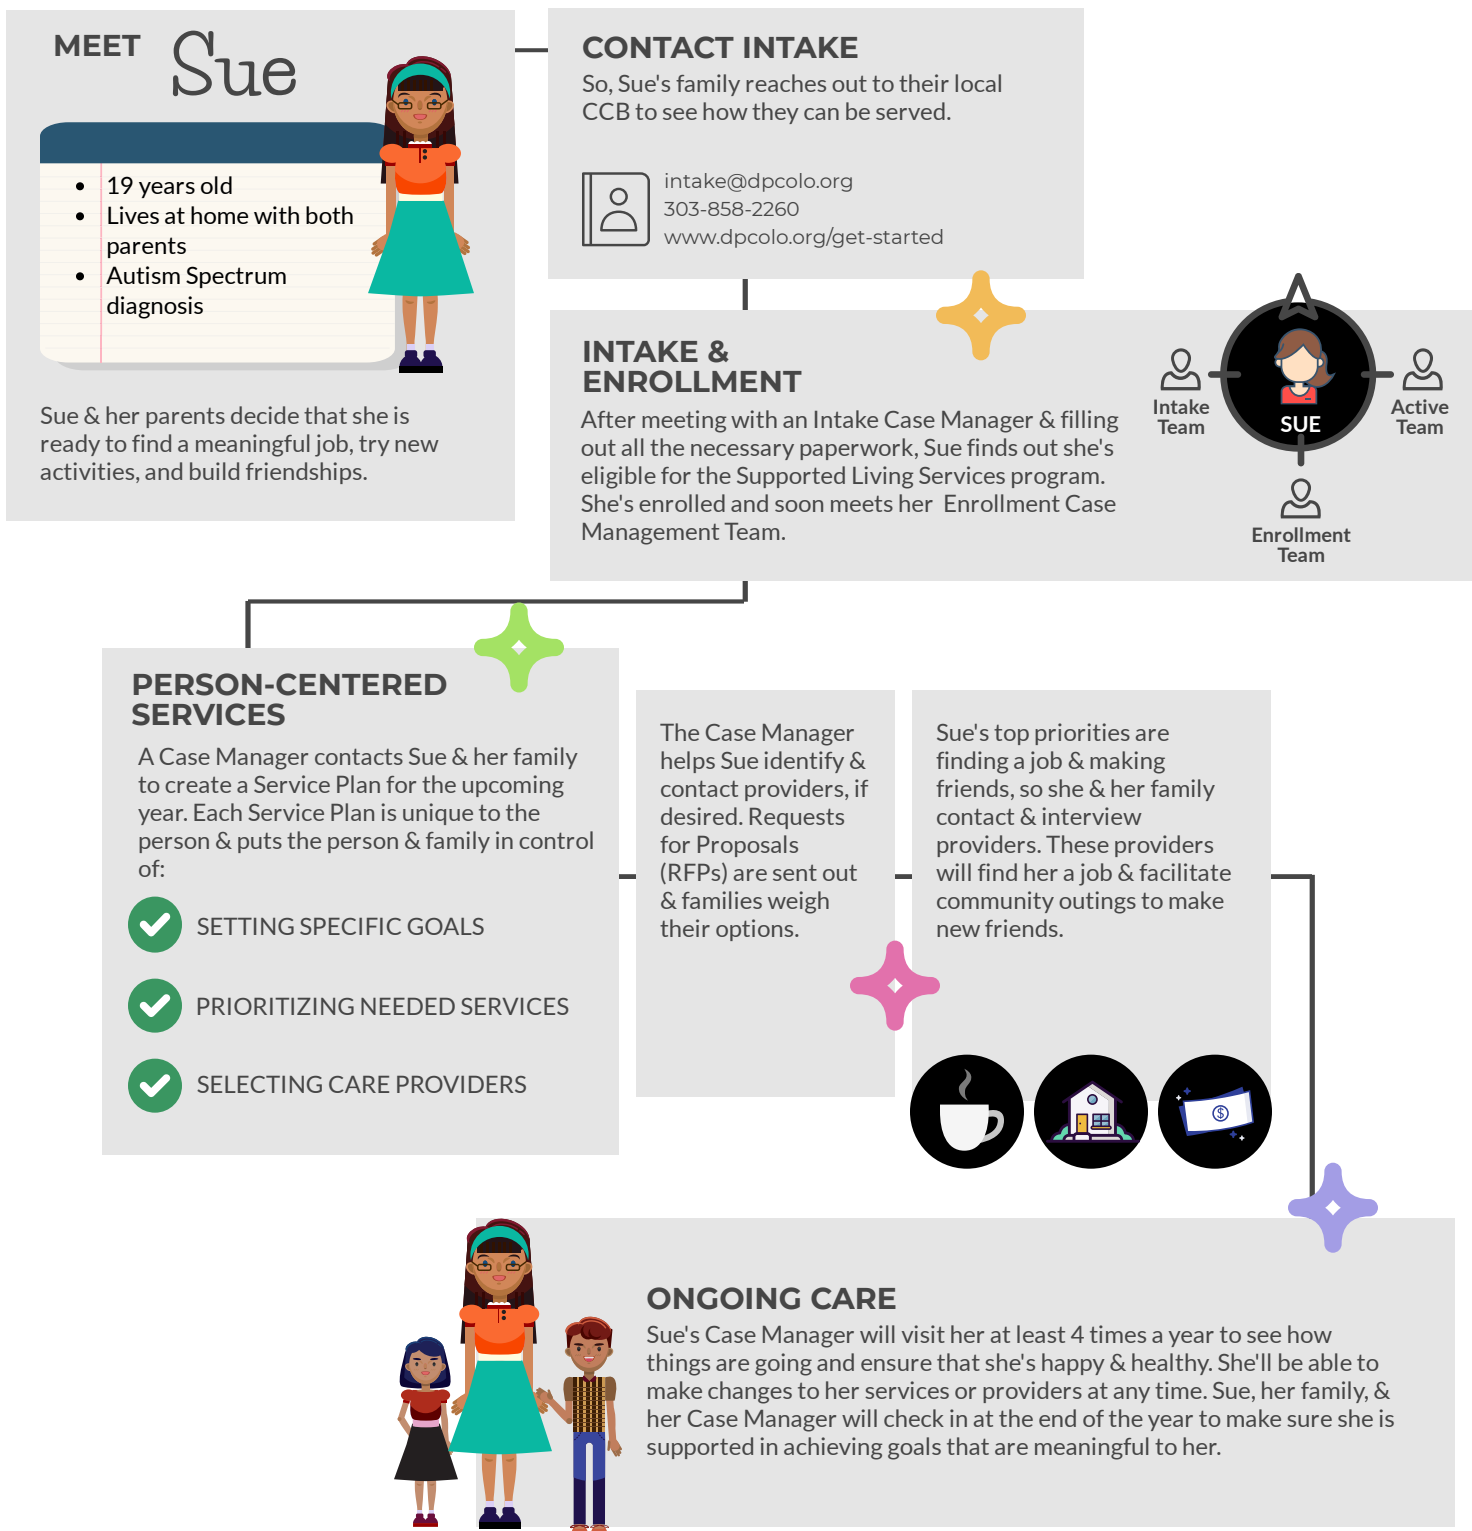 MEET Sue
• 19 years old
• Lives at home with both
parents
• Autism Spectrum
diagnosis
Sue & her parents decide that she is
ready to find a meaningful job, try new
activities, and build friendships.
CONTACT INTAKE
So, Sue's family reaches out to their local
CCB to see how they can be served.
intake@dpcolo.org
303-858-2260
www.dpcolo.org/get-started
INTAKE &
ENROLLMENT
After meeting with an Intake Case Manager & filling
out all the necessary paperwork, Sue finds out she's
eligible for the Supported Living Services program.
She's enrolled and soon meets her  Enrollment Case
Management Team.
Intake
Team
SUE
Active
Team
Enrollment
Team
PERSON-CENTERED
SERVICES
A Case Manager contacts Sue & her family
to create a Service Plan for the upcoming
year. Each Service Plan is unique to the
person & puts the person & family in control
of:
SETTING SPECIFIC GOALS
PRIORITIZING NEEDED SERVICES
SELECTING CARE PROVIDERS
The Case Manager
helps Sue identify &
contact providers, if
desired. Requests
for Proposals
(RFPs) are sent out
& families weigh
their options.
Sue's top priorities are
finding a job & making
friends, so she & her family
contact & interview
providers. These providers
will find her a job & facilitate
community outings to make
new friends.
$
ONGOING CARE
Sue's Case Manager will visit her at least 4 times a year to see how
things are going and ensure that she's happy & healthy. She'll be able to
make changes to her services or providers at any time. Sue, her family, &
her Case Manager will check in at the end of the year to make sure she is
supported in achieving goals that are meaningful to her.